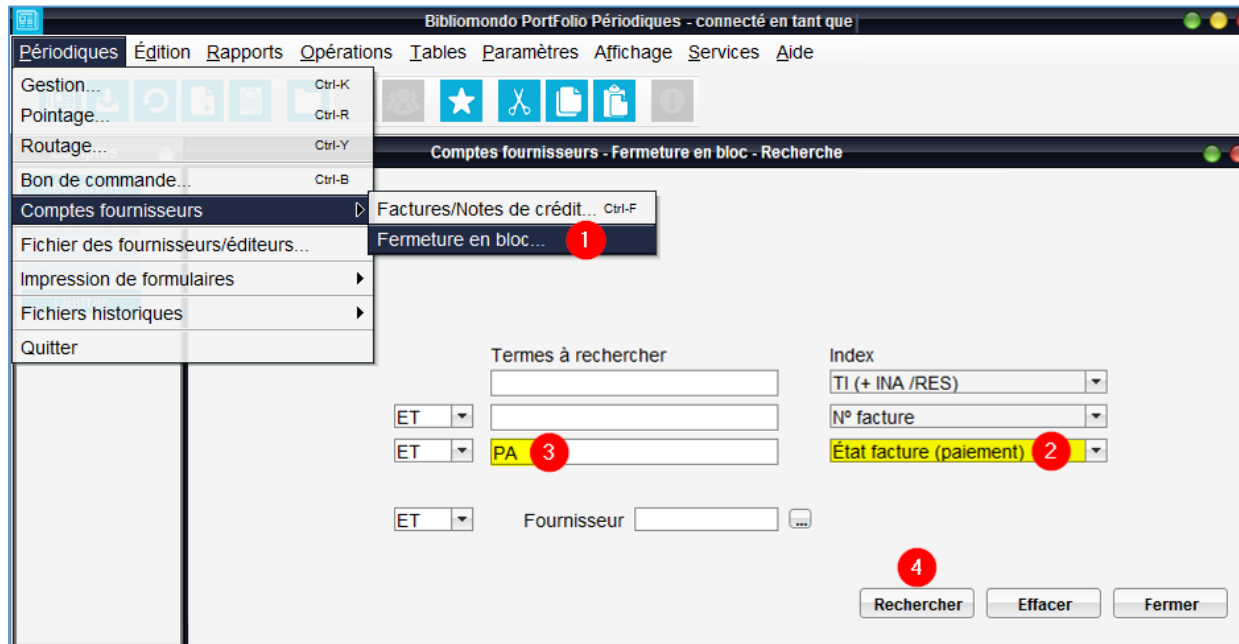 Bibliomondo PortFolio Périodiques - connecté en tant que
Périodiques Édition Rapports Opérations Tables Paramètres Affichage Services Aide
Gestion... Ctrl-K
Pointage... Ctrl-R
Routage... Ctrl-Y
Comptes fournisseurs - Fermeture en bloc - Recherche
Bon de commande... Ctrl-B
Comptes fournisseurs
Factures/Notes de crédit... Ctrl-F
Fermeture en bloc... 1
Fichier des fournisseurs/éditeurs...
Impression de formulaires
Fichiers historiques
Quitter
Termes à rechercher Index
TI (+ INA /RES)
ET Nº facture
ET PA 3 État facture (paiement) 2
ET Fournisseur ...
4
Rechercher Effacer Fermer